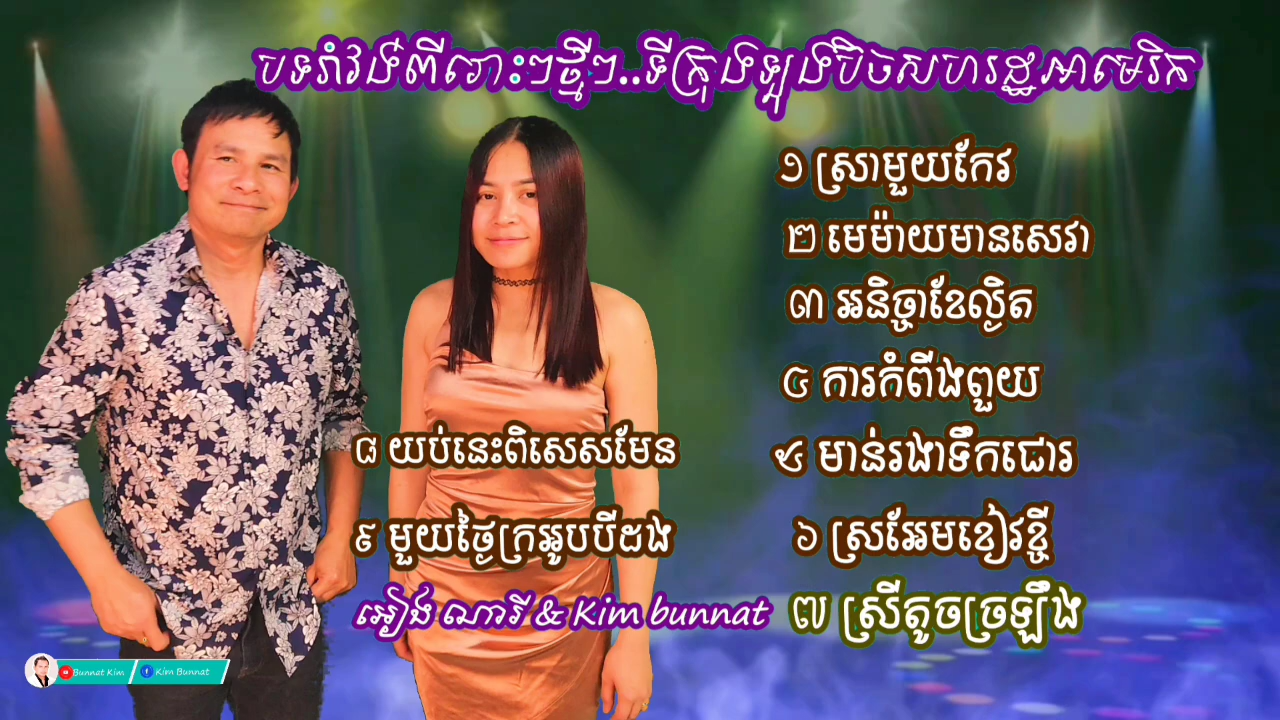 បទរាំវង់ពីរោះៗថ្មីៗ..ទីក្រុងឡុងប៊ិចសហរដ្ឋអាមេរិក
១ ស្រាមួយកែវ
២ មេម៉ាយមានសេវា
៣ អនិច្ចាខែល្ងិត
៤ ការកំពីងពួយ
៥ មាន់រងាទឹកជោរ
៦ ស្រអែមខៀវខ្ចី
៧ ស្រីតូចច្រឡឹង
៨ យប់នេះពិសេសមែន
៩ មួយថ្ងៃក្រអូបបីដង
អៀង ណារី & Kim bunnat
Bunnat Kim
Kim Bunnat